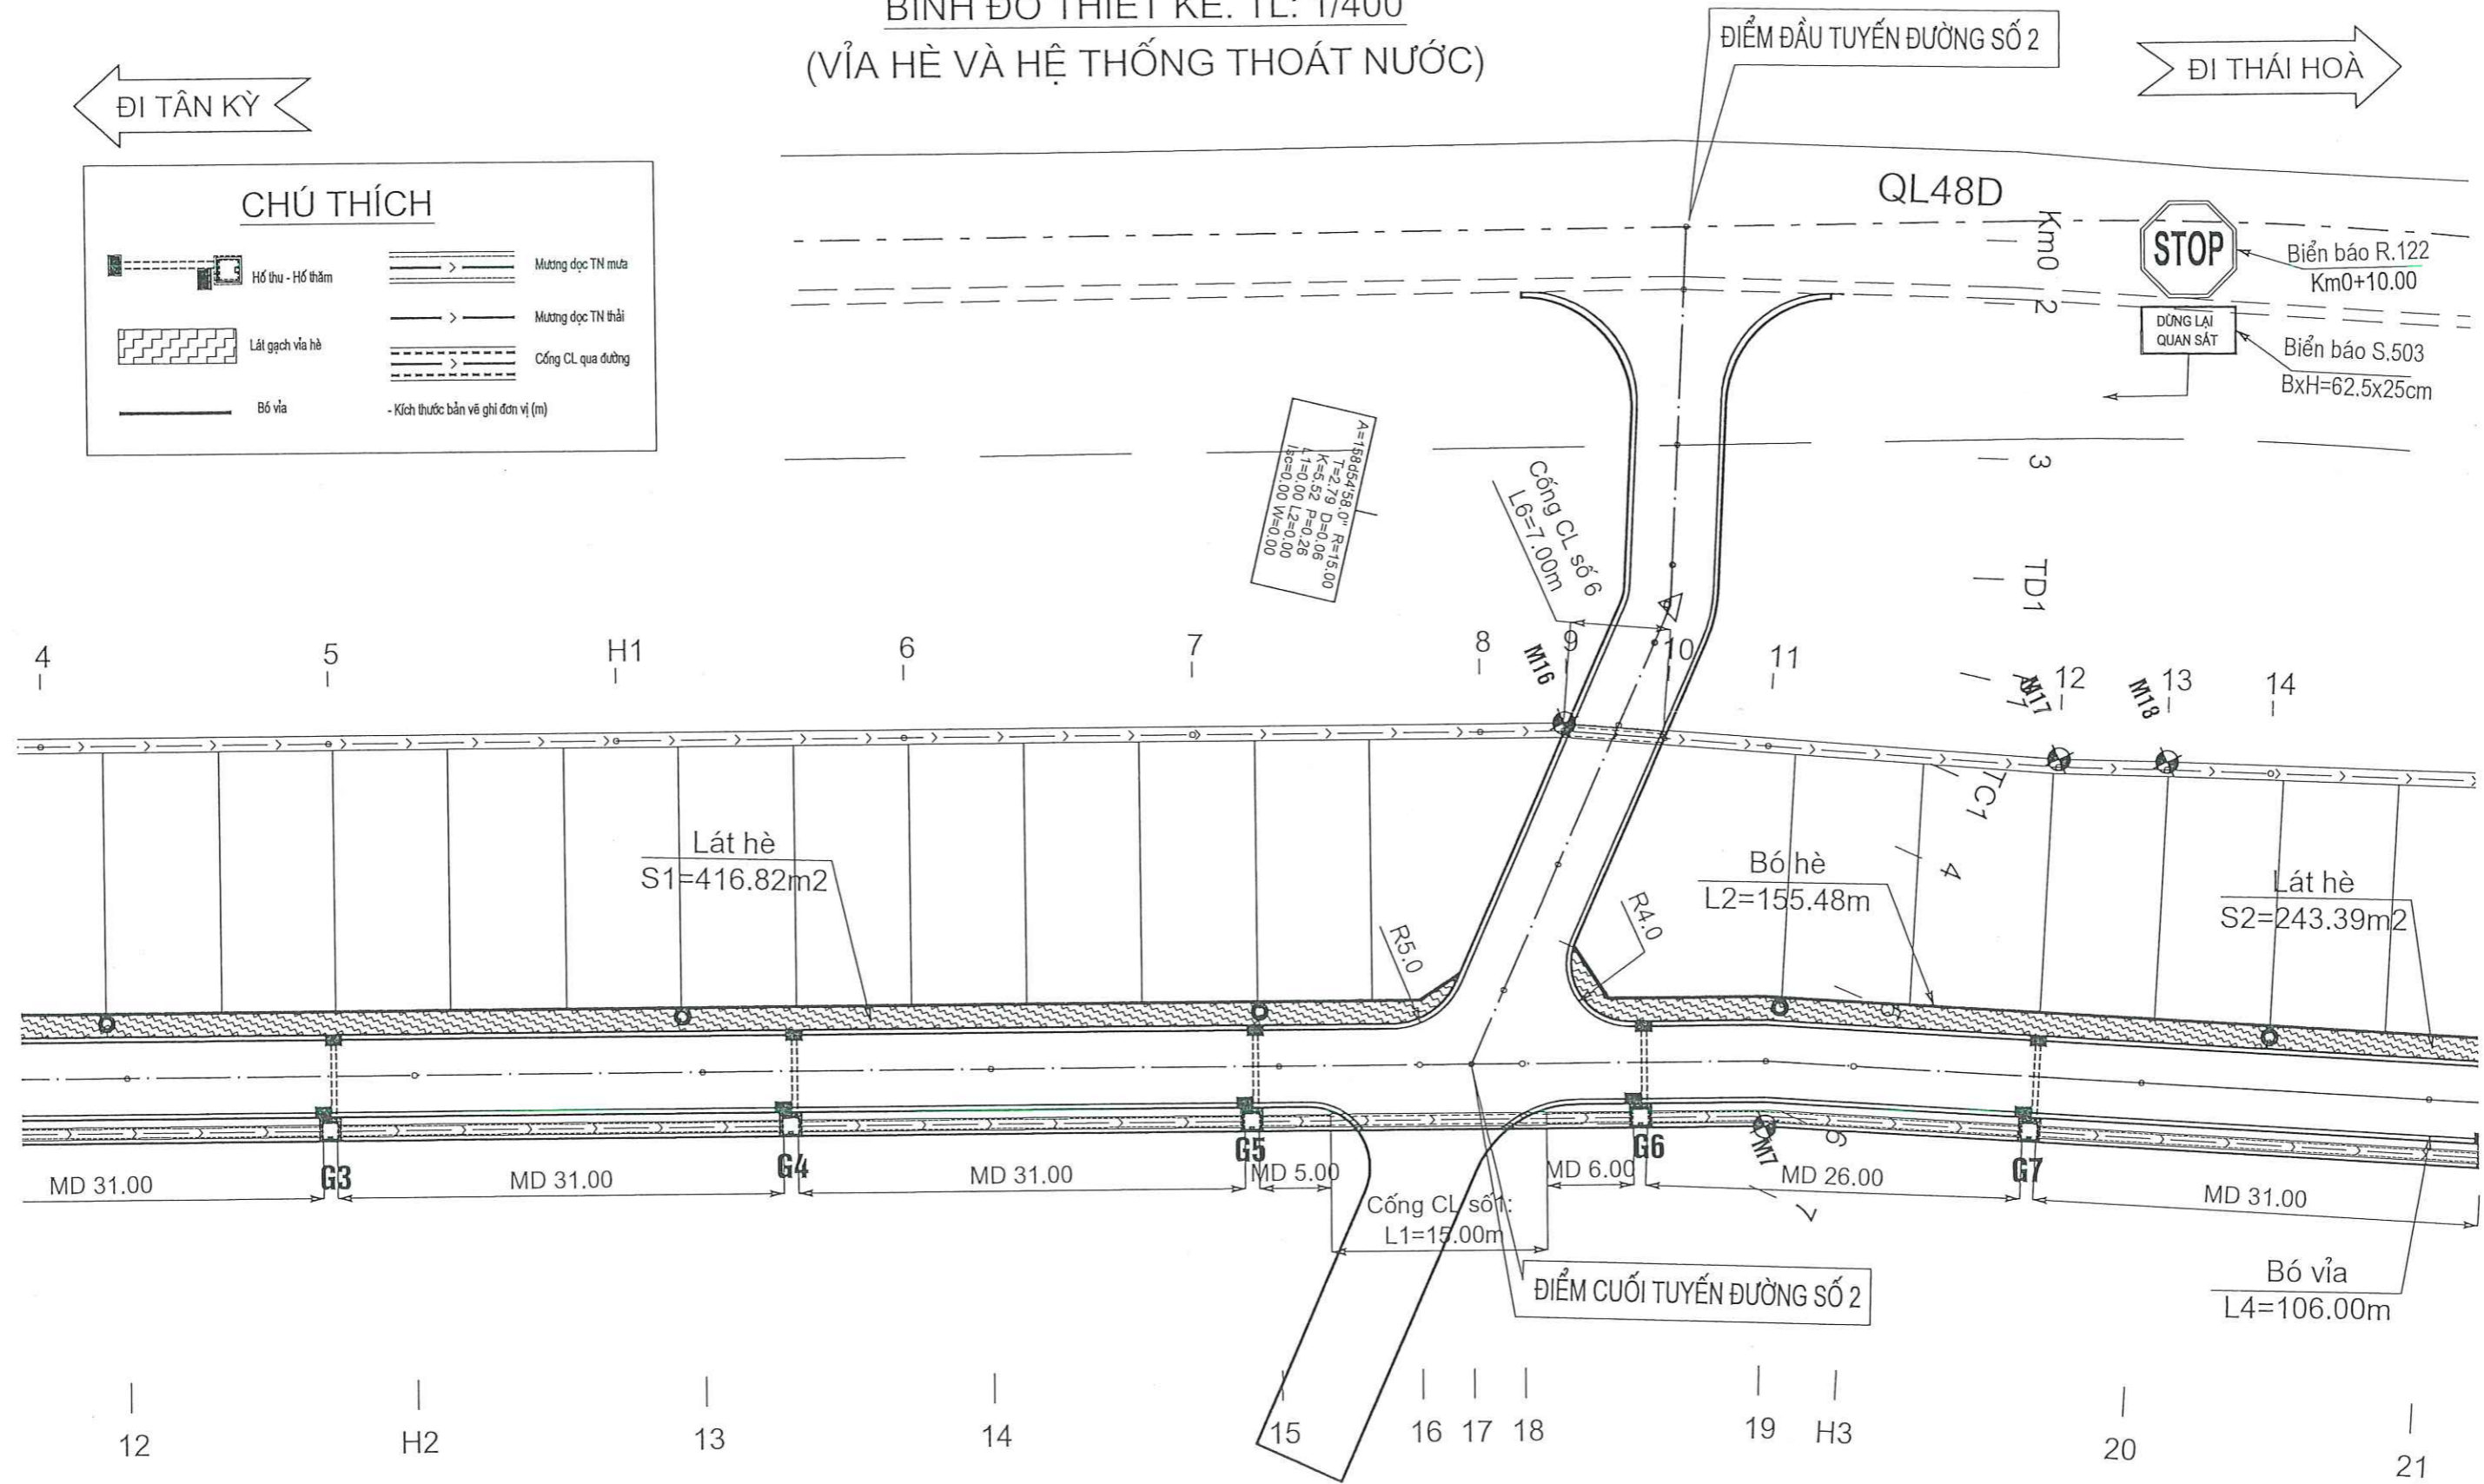 BÌNH ĐỒ THIẾT KẾ. TL: 1/400
(VỈA HÈ VÀ HỆ THỐNG THOÁT NƯỚC)
ĐIỂM ĐẦU TUYẾN ĐƯỜNG SỐ 2
ĐI TÂN KỲ
ĐI THÁI HOÀ
CHÚ THÍCH
Hố thu - Hố thăm
Mương dọc TN mưa
Mương dọc TN thải
Lát gạch vỉa hè
Cống CL qua đường
Bó vỉa
- Kích thước bản vẽ ghi đơn vị (m)
QL48D
Km0
2
3
TD1
STOP
Biển báo R.122
Km0+10.00
DỪNG LẠI
QUAN SÁT
Biển báo S.503
BxH=62.5x25cm
A=158d54'58.0" R=15.00
T=2.79 D=0.06
K=5.52 P=0.26
L1=0.00 L2=0.00
Isc=0.00 W=0.00
Cống CL số 6
L6=7.00m
4
5
H1
6
7
8
9
10
11
12
13
14
M16
M17
M18
TC1
4
5
6
7
Lát hè
S1=416.82m2
Bó hè
L2=155.48m
Lát hè
S2=243.39m2
R5.0
R4.0
G3
G4
G5
G6
M7
G7
MD 31.00
MD 31.00
MD 31.00
MD 5.00
MD 6.00
MD 26.00
MD 31.00
Cống CL số 1:
L1=15.00m
ĐIỂM CUỐI TUYẾN ĐƯỜNG SỐ 2
Bó vỉa
L4=106.00m
12
H2
13
14
15
16
17
18
19
H3
20
21